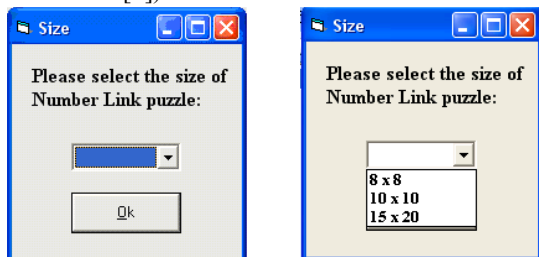 Size
Please select the size of
Number Link puzzle:
Ok
Size
Please select the size of
Number Link puzzle:
8 x 8
10 x 10
15 x 20